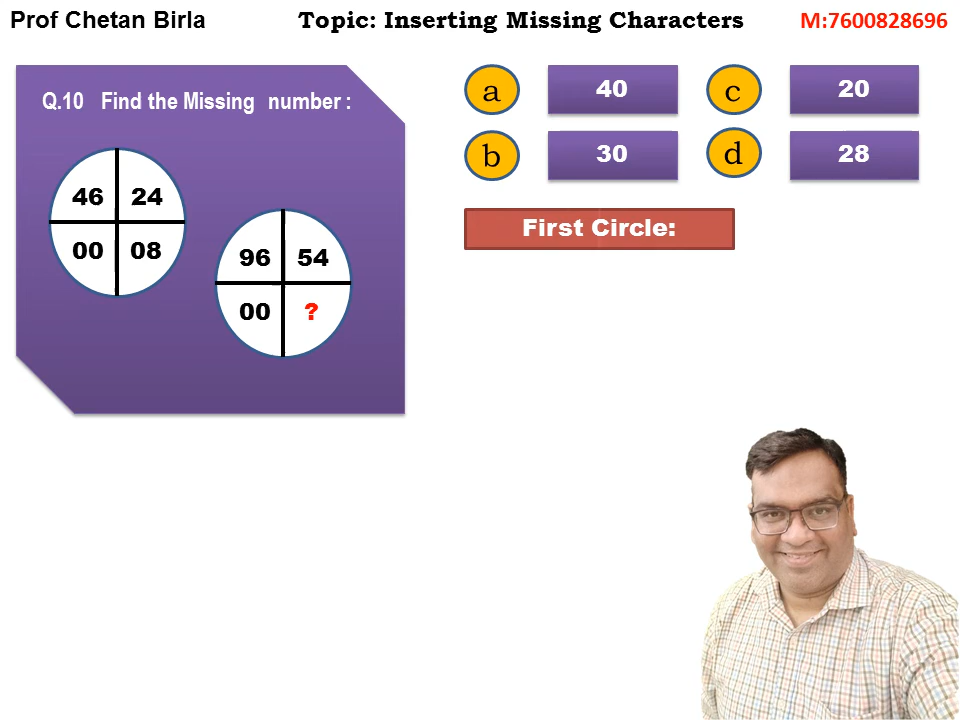 Prof Chetan Birla
Topic: Inserting Missing Characters
M:7600828696
Q.10 Find the Missing number :
46 24
00 08
96 54
00 ?
a 40
c 20
b 30
d 28
First Circle: